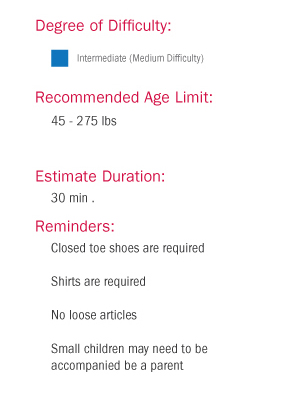 Degree of Difficulty:
Intermediate (Medium Difficulty)
Recommended Age Limit:
45 - 275 lbs
Estimate Duration:
30 min .
Reminders:
Closed toe shoes are required
Shirts are required
No loose articles
Small children may need to be
accompanied be a parent